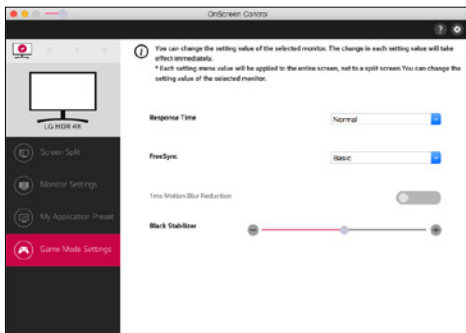 OnScreen Control
You can change the setting value of the selected monitor. The change in each setting value will take
effect immediately.
* Each setting menu value will be applied to the entire screen, not to a split screen.You can change the
setting value of the selected monitor.
LG HDR 4K
Response Time
Normal
Screen Split
FreeSync
Basic
Monitor Settings
1ms Motion Blur Reduction
My Application Preset
Black Stabilizer
Game Mode Settings